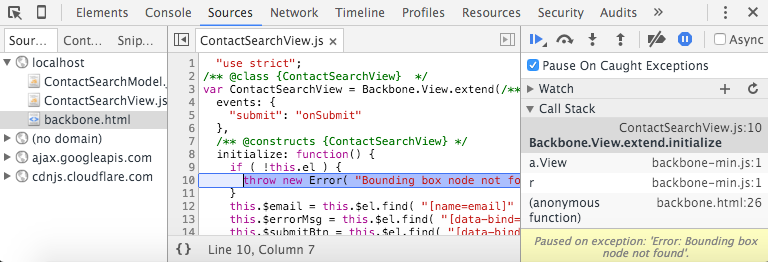 Elements Console Sources Network Timeline Profiles Resources Security Audits
Sour... Cont... Snip...
ContactSearchView.js ×
Async
localhost
ContactSearchModel.
ContactSearchView.js
backbone.html
(no domain)
ajax.googleapis.com
cdnjs.cloudflare.com
1 "use strict";
2 /** @class {ContactSearchView} */
3 var ContactSearchView = Backbone.View.extend(/**
4 events: {
5 "submit": "onSubmit"
6 },
7 /** @constructs {ContactSearchView} */
8 initialize: function() {
9 if ( !this.el ) {
10 throw new Error( "Bounding box node not fo
11 }
12 this.$email = this.$el.find( "[name=email]"
13 this.$errorMsg = this.$el.find( "[data-bind=
14 this.$submitBtn = this.$el.find( "[data-bind
{} Line 10, Column 7
Pause On Caught Exceptions
Watch
Call Stack
ContactSearchView.js:10
Backbone.View.extend.initialize
a.View backbone-min.js:1
r backbone-min.js:1
(anonymous function) backbone.html:26
Paused on exception: 'Error: Bounding box
node not found'.